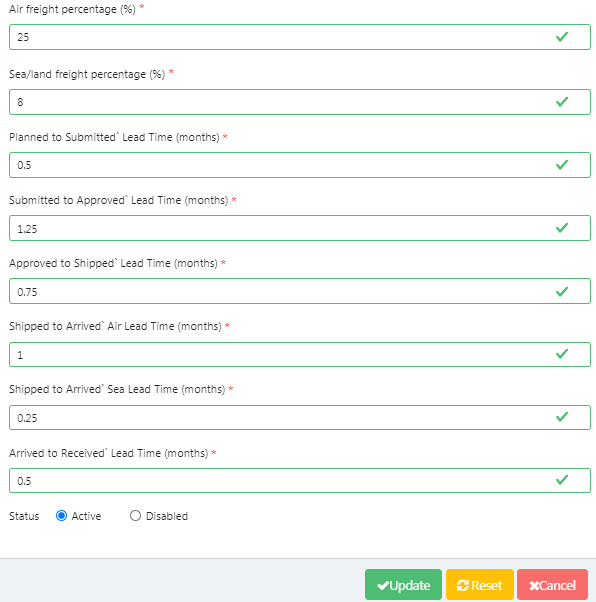 Air freight percentage (%) *
25
Sea/land freight percentage (%) *
8
Planned to Submitted` Lead Time (months) *
0.5
Submitted to Approved` Lead Time (months) *
1.25
Approved to Shipped` Lead Time (months) *
0.75
Shipped to Arrived` Air Lead Time (months) *
1
Shipped to Arrived` Sea Lead Time (months) *
0.25
Arrived to Received` Lead Time (months) *
0.5
Status Active Disabled
Update Reset Cancel